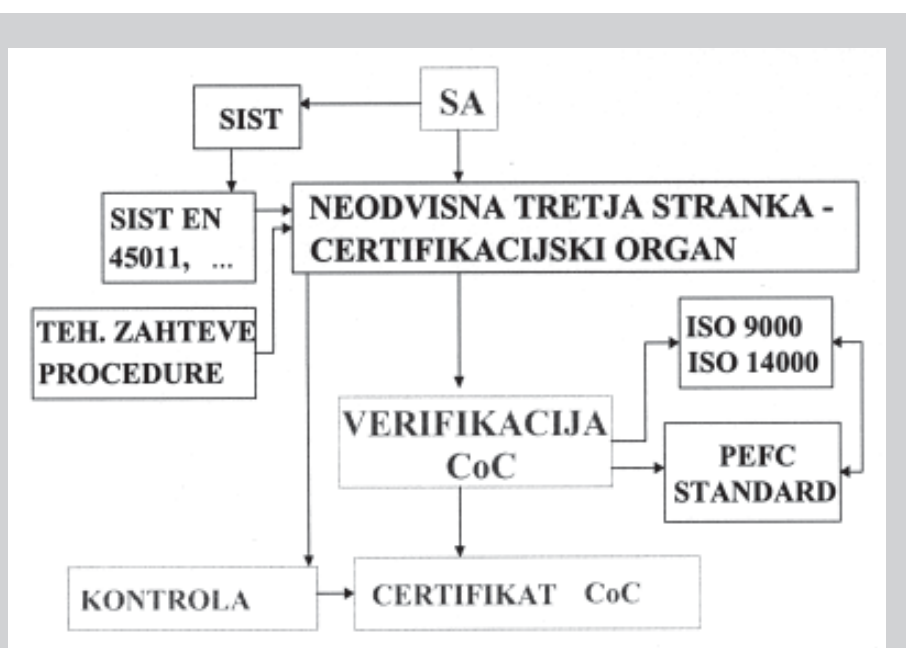 SA
SIST
NEODVISNA TRETJA STRANKA -
CERTIFIKACIJSKI ORGAN
SIST EN
45011, ...
TEH. ZAHTEVE
PROCEDURE
ISO 9000
ISO 14000
VERIFIKACIJA
CoC
PEFC
STANDARD
KONTROLA
CERTIFIKAT CoC